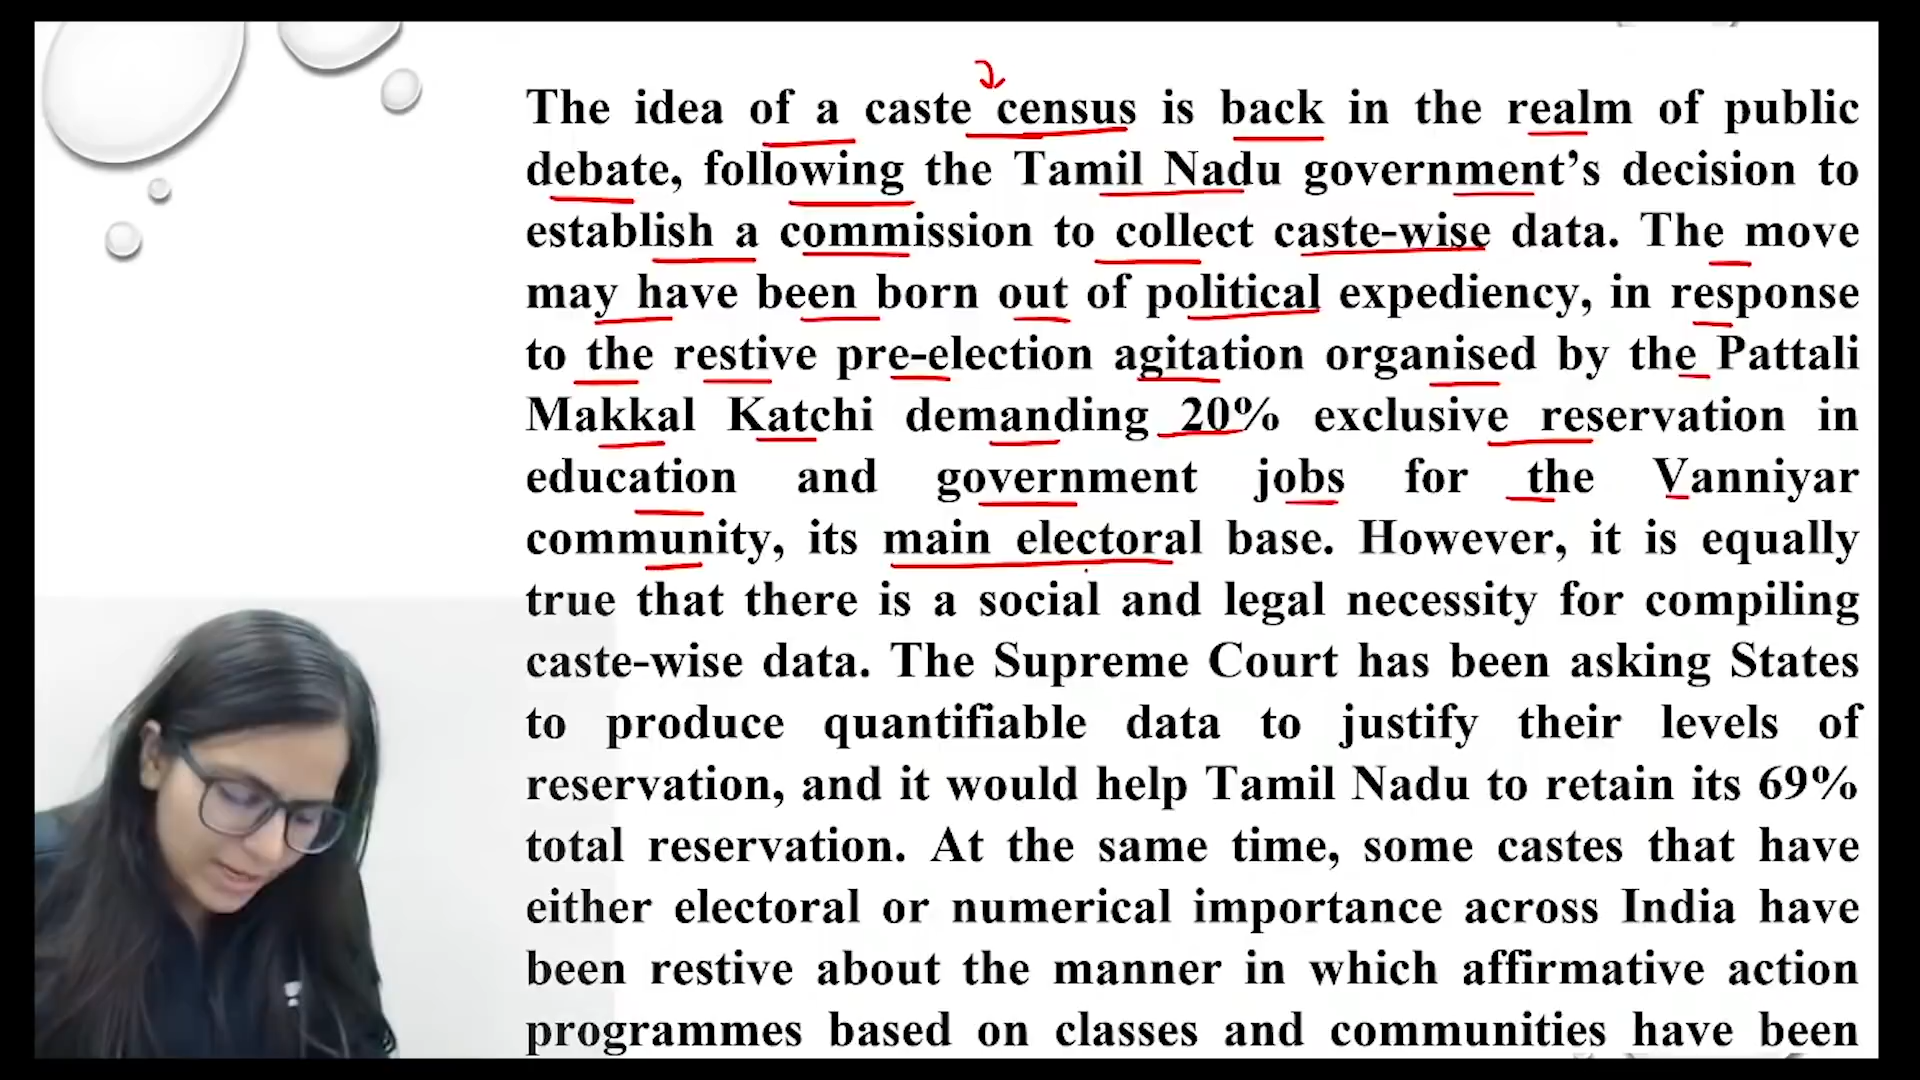 The idea of a caste census is back in the realm of public
debate, following the Tamil Nadu government’s decision to
establish a commission to collect caste-wise data. The move
may have been born out of political expediency, in response
to the restive pre-election agitation organised by the Pattali
Makkal Katchi demanding 20% exclusive reservation in
education and government jobs for the Vanniyar
community, its main electoral base. However, it is equally
true that there is a social and legal necessity for compiling
caste-wise data. The Supreme Court has been asking States
to produce quantifiable data to justify their levels of
reservation, and it would help Tamil Nadu to retain its 69%
total reservation. At the same time, some castes that have
either electoral or numerical importance across India have
been restive about the manner in which affirmative action
programmes based on classes and communities have been